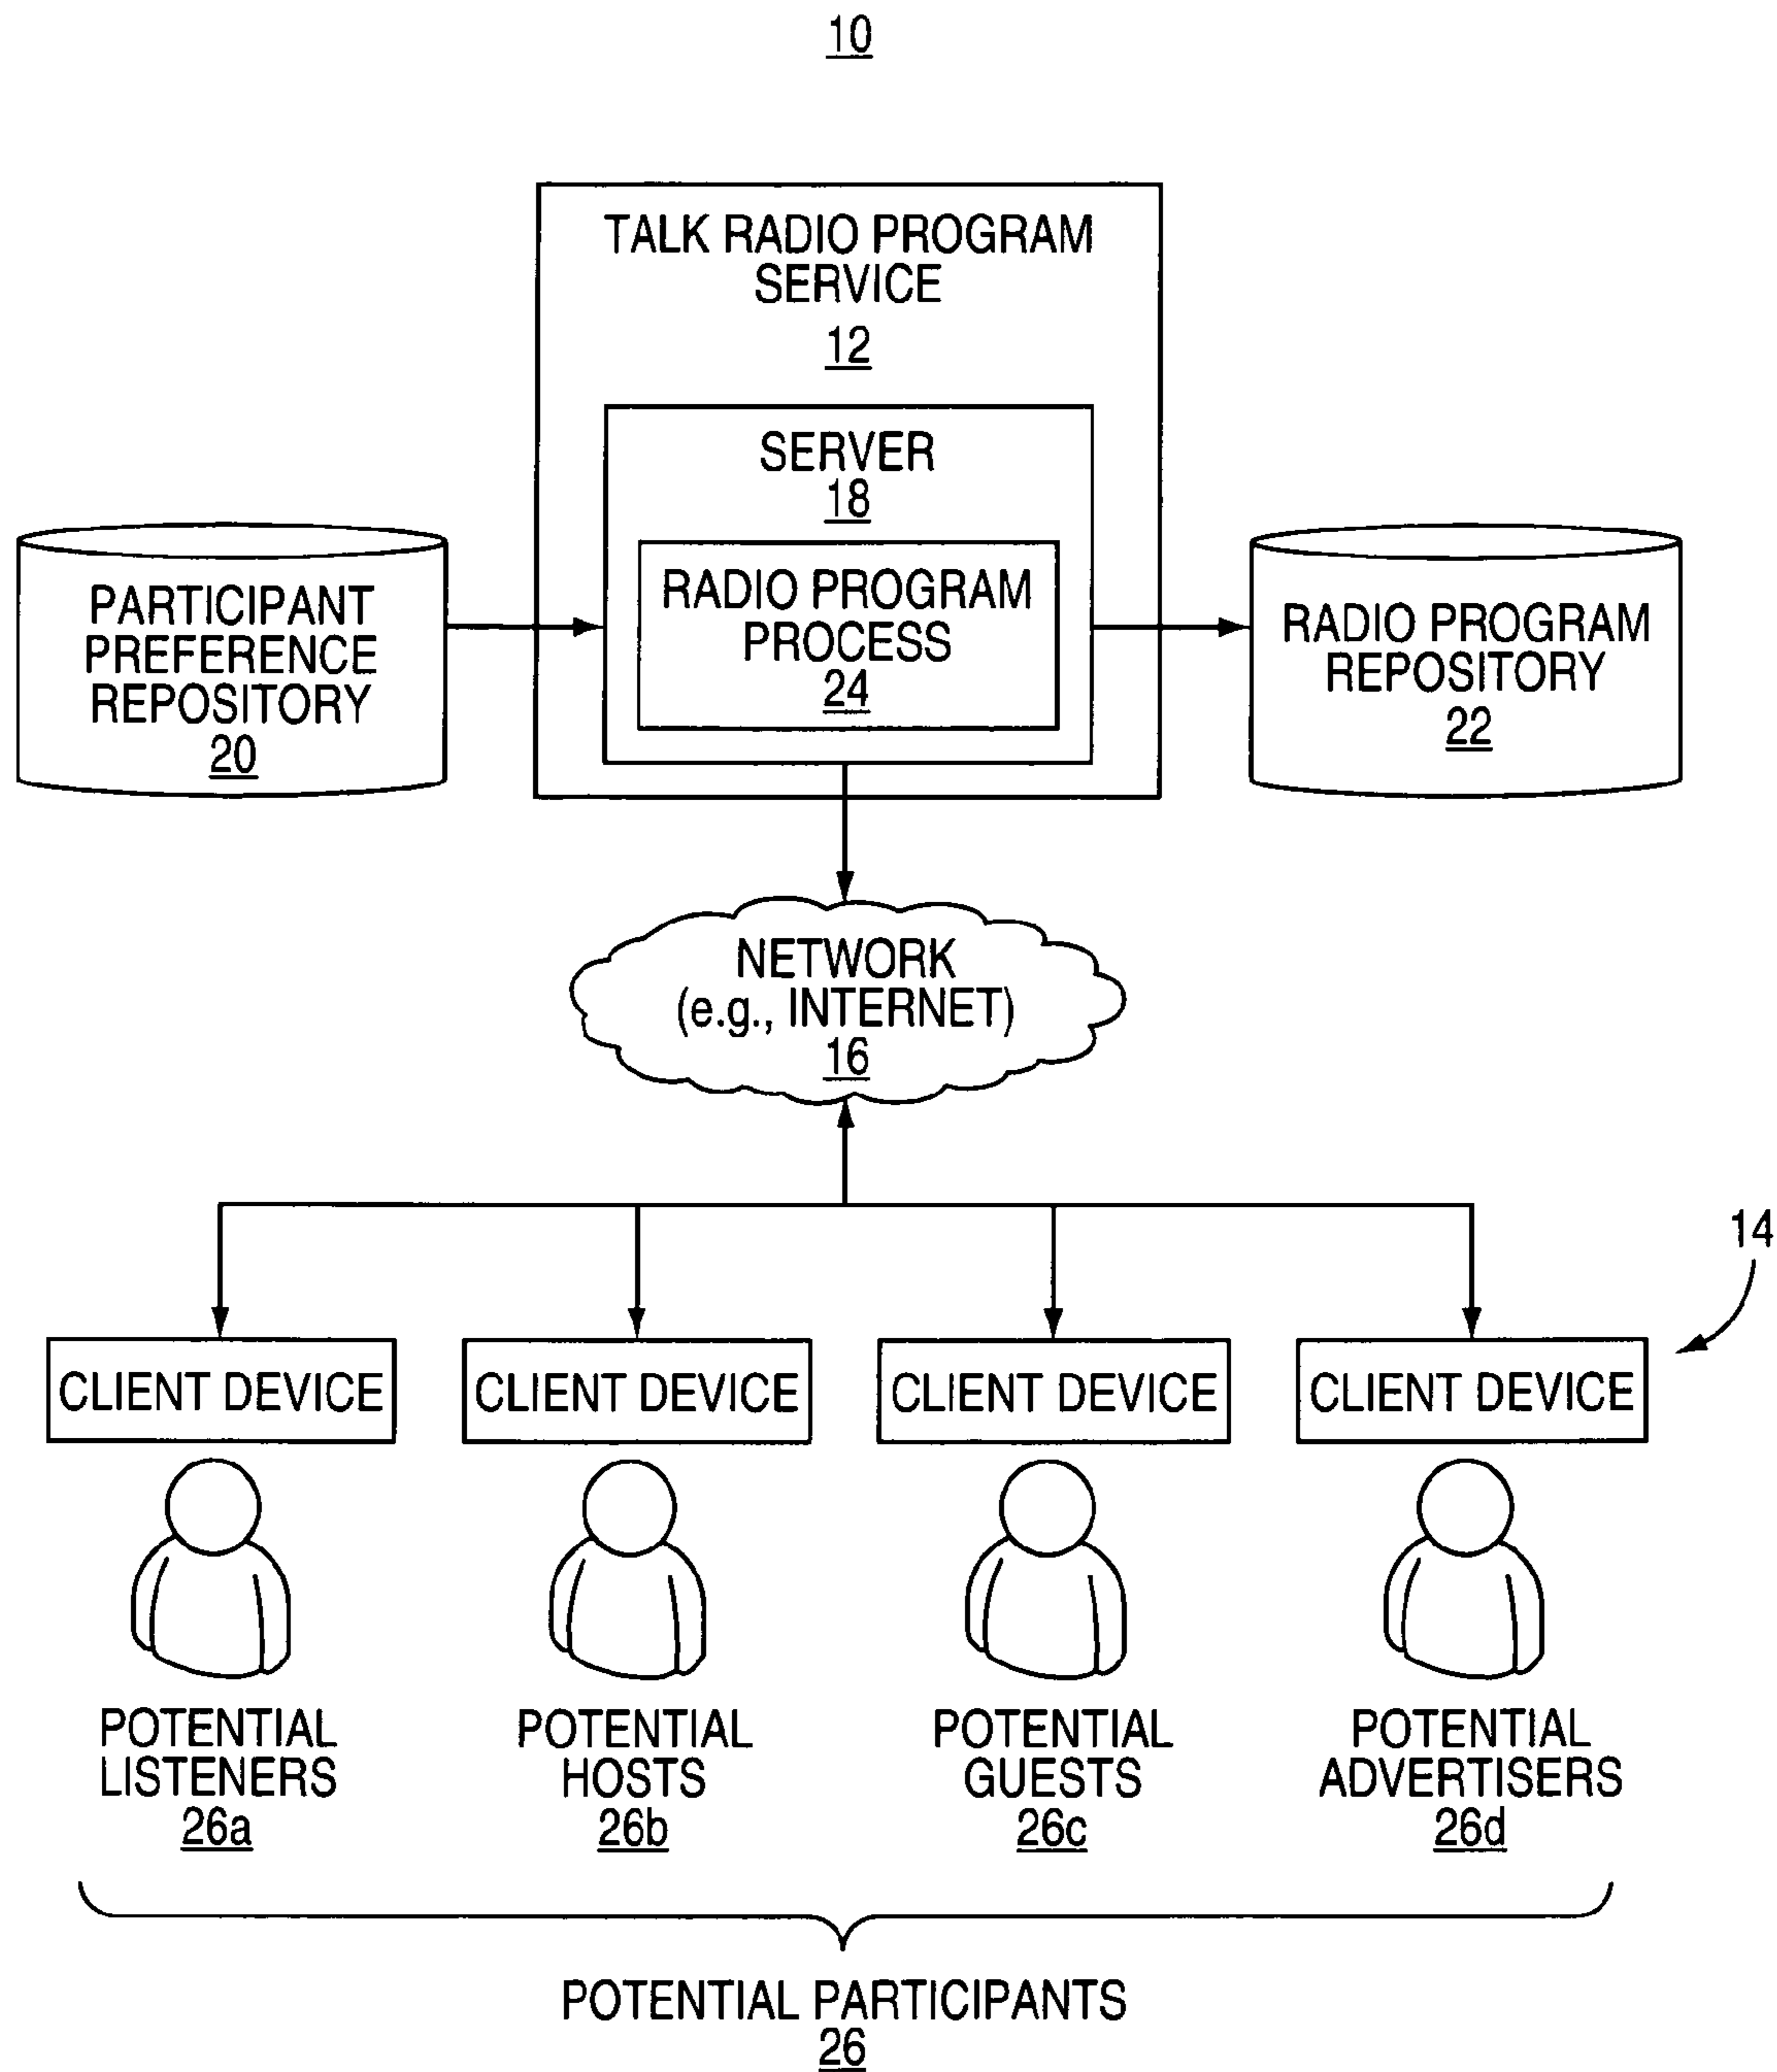 10
TALK RADIO PROGRAM
SERVICE
12
SERVER
18
RADIO PROGRAM
PROCESS
24
PARTICIPANT
PREFERENCE
REPOSITORY
20
RADIO PROGRAM
REPOSITORY
22
NETWORK
(e.g., INTERNET)
16
14
CLIENT DEVICE
CLIENT DEVICE
CLIENT DEVICE
CLIENT DEVICE
POTENTIAL
LISTENERS
26a
POTENTIAL
HOSTS
26b
POTENTIAL
GUESTS
26c
POTENTIAL
ADVERTISERS
26d
POTENTIAL PARTICIPANTS
26